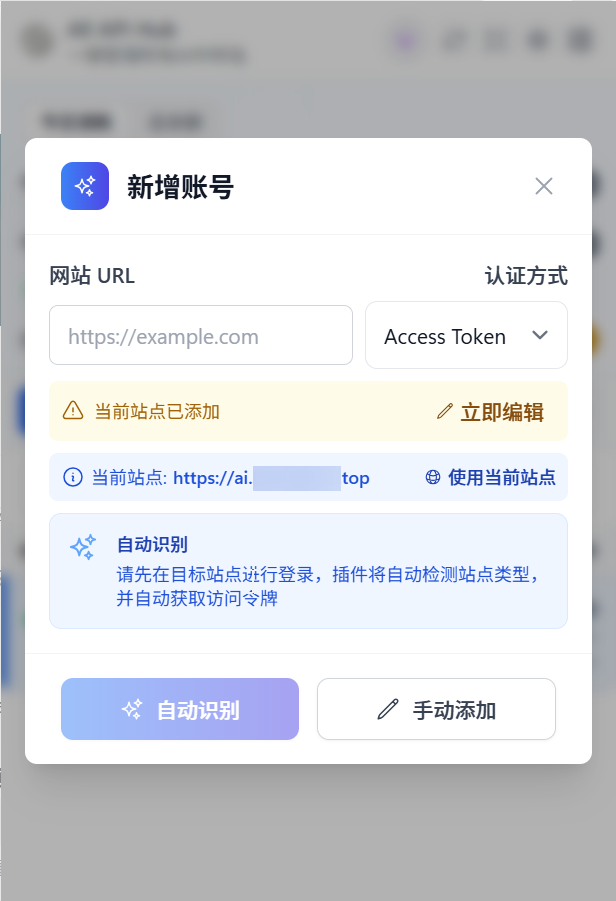 新增账号
网站 URL
认证方式
https://example.com
Access Token
当前站点已添加
立即编辑
当前站点: https://ai. top
使用当前站点
自动识别
请先在目标站点进行登录，插件将自动检测站点类型，
并自动获取访问令牌
自动识别
手动添加